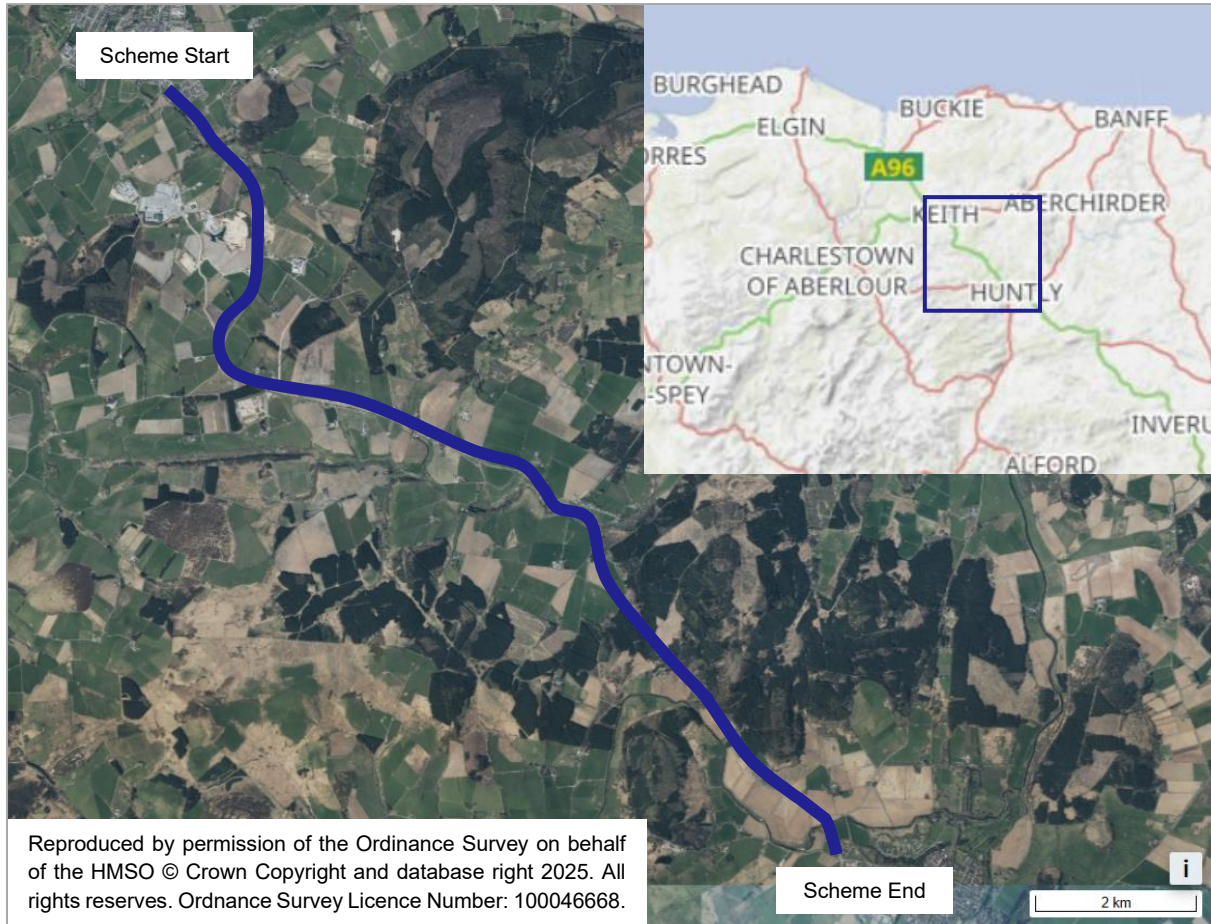 Scheme Start
BURGHEAD
BUCKIE
BANFF
ELGIN
ORRES
A96
KEITH
ABERCHIRDER
CHARLESTOWN
OF ABERLOUR
HUNTLY
NTOWN-
-SPEY
INVERU
ALFORD
Reproduced by permission of the Ordinance Survey on behalf
of the HMSO © Crown Copyright and database right 2025. All
rights reserves. Ordnance Survey Licence Number: 100046668.
Scheme End
i
2 km